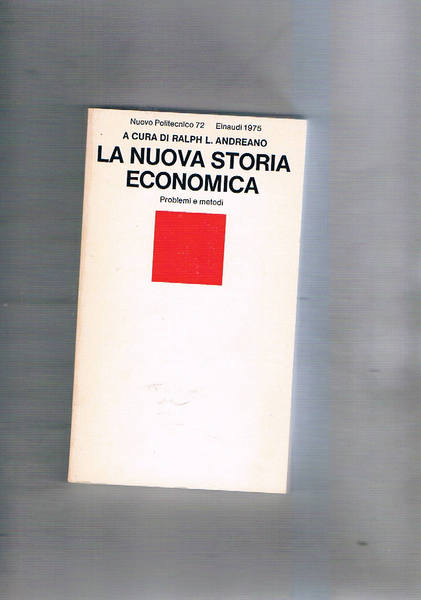 Nuovo Politecnico 72 Einaudi 1975
A CURA DI RALPH L. ANDREANO
LA NUOVA STORIA
ECONOMICA
Problemi e metodi